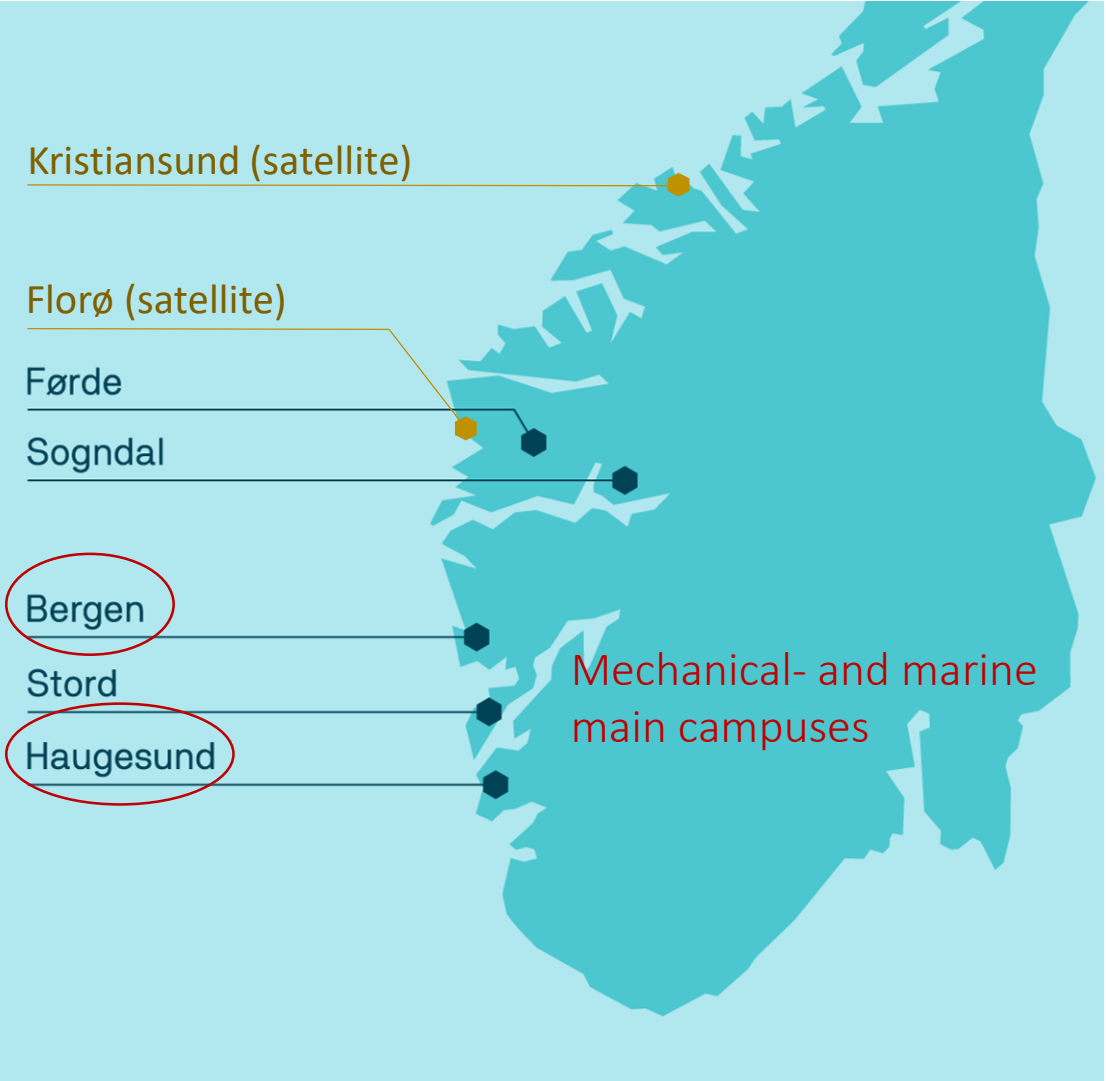 Kristiansund (satellite)
Florø (satellite)
Førde
Sogndal
Bergen
Stord
Haugesund
Mechanical- and marine
main campuses